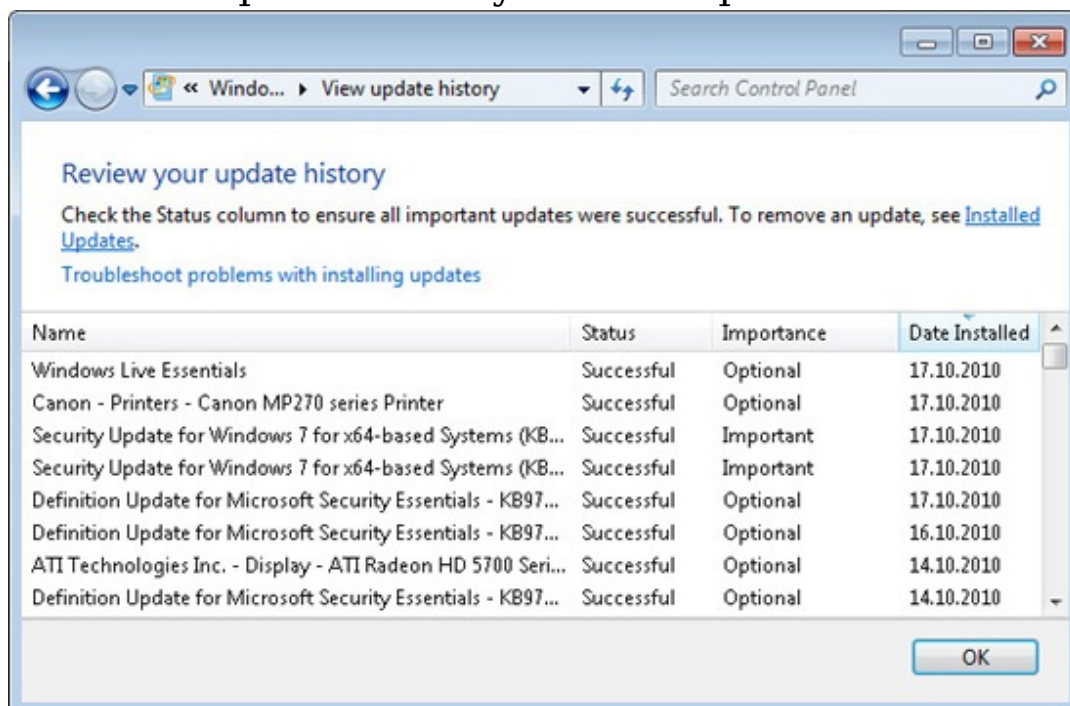 « Windo... ▸ View update history
Search Control Panel
Review your update history
Check the Status column to ensure all important updates were successful. To remove an update, see Installed
Updates.
Troubleshoot problems with installing updates
Name Status Importance Date Installed
Windows Live Essentials Successful Optional 17.10.2010
Canon - Printers - Canon MP270 series Printer Successful Optional 17.10.2010
Security Update for Windows 7 for x64-based Systems (KB... Successful Important 17.10.2010
Security Update for Windows 7 for x64-based Systems (KB... Successful Important 17.10.2010
Definition Update for Microsoft Security Essentials - KB97... Successful Optional 17.10.2010
Definition Update for Microsoft Security Essentials - KB97... Successful Optional 16.10.2010
ATI Technologies Inc. - Display - ATI Radeon HD 5700 Seri... Successful Optional 14.10.2010
Definition Update for Microsoft Security Essentials - KB97... Successful Optional 14.10.2010
OK